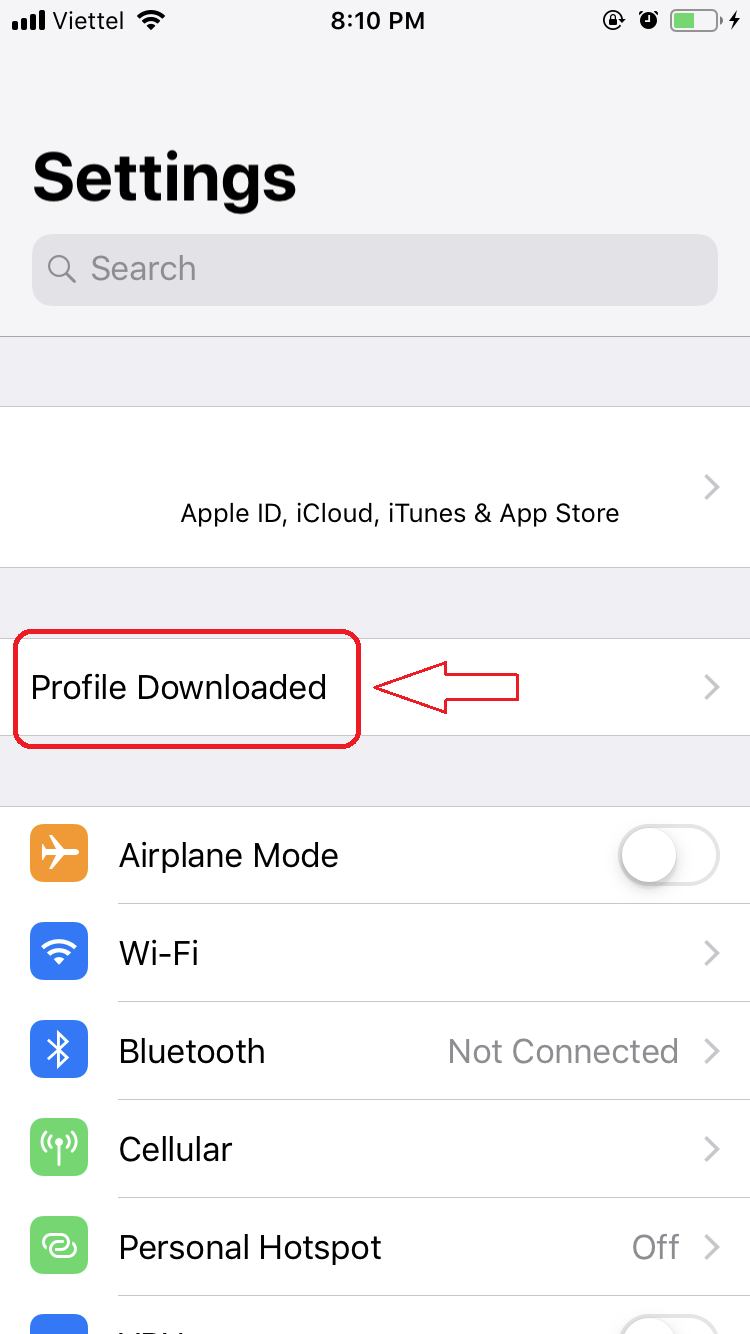 Viettel 8:10 PM
Settings
Search
Apple ID, iCloud, iTunes & App Store
Profile Downloaded
Airplane Mode
Wi-Fi
Bluetooth Not Connected
Cellular
Personal Hotspot Off